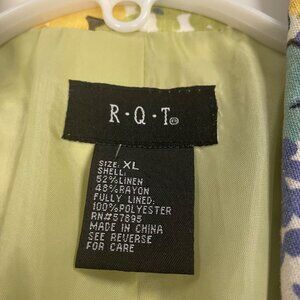 R·Q·T®
SIZE: XL
SHELL:
52% LINEN
48% RAYON
FULLY LINED:
100% POLYESTER
RN#57895
MADE IN CHINA
SEE REVERSE
FOR CARE